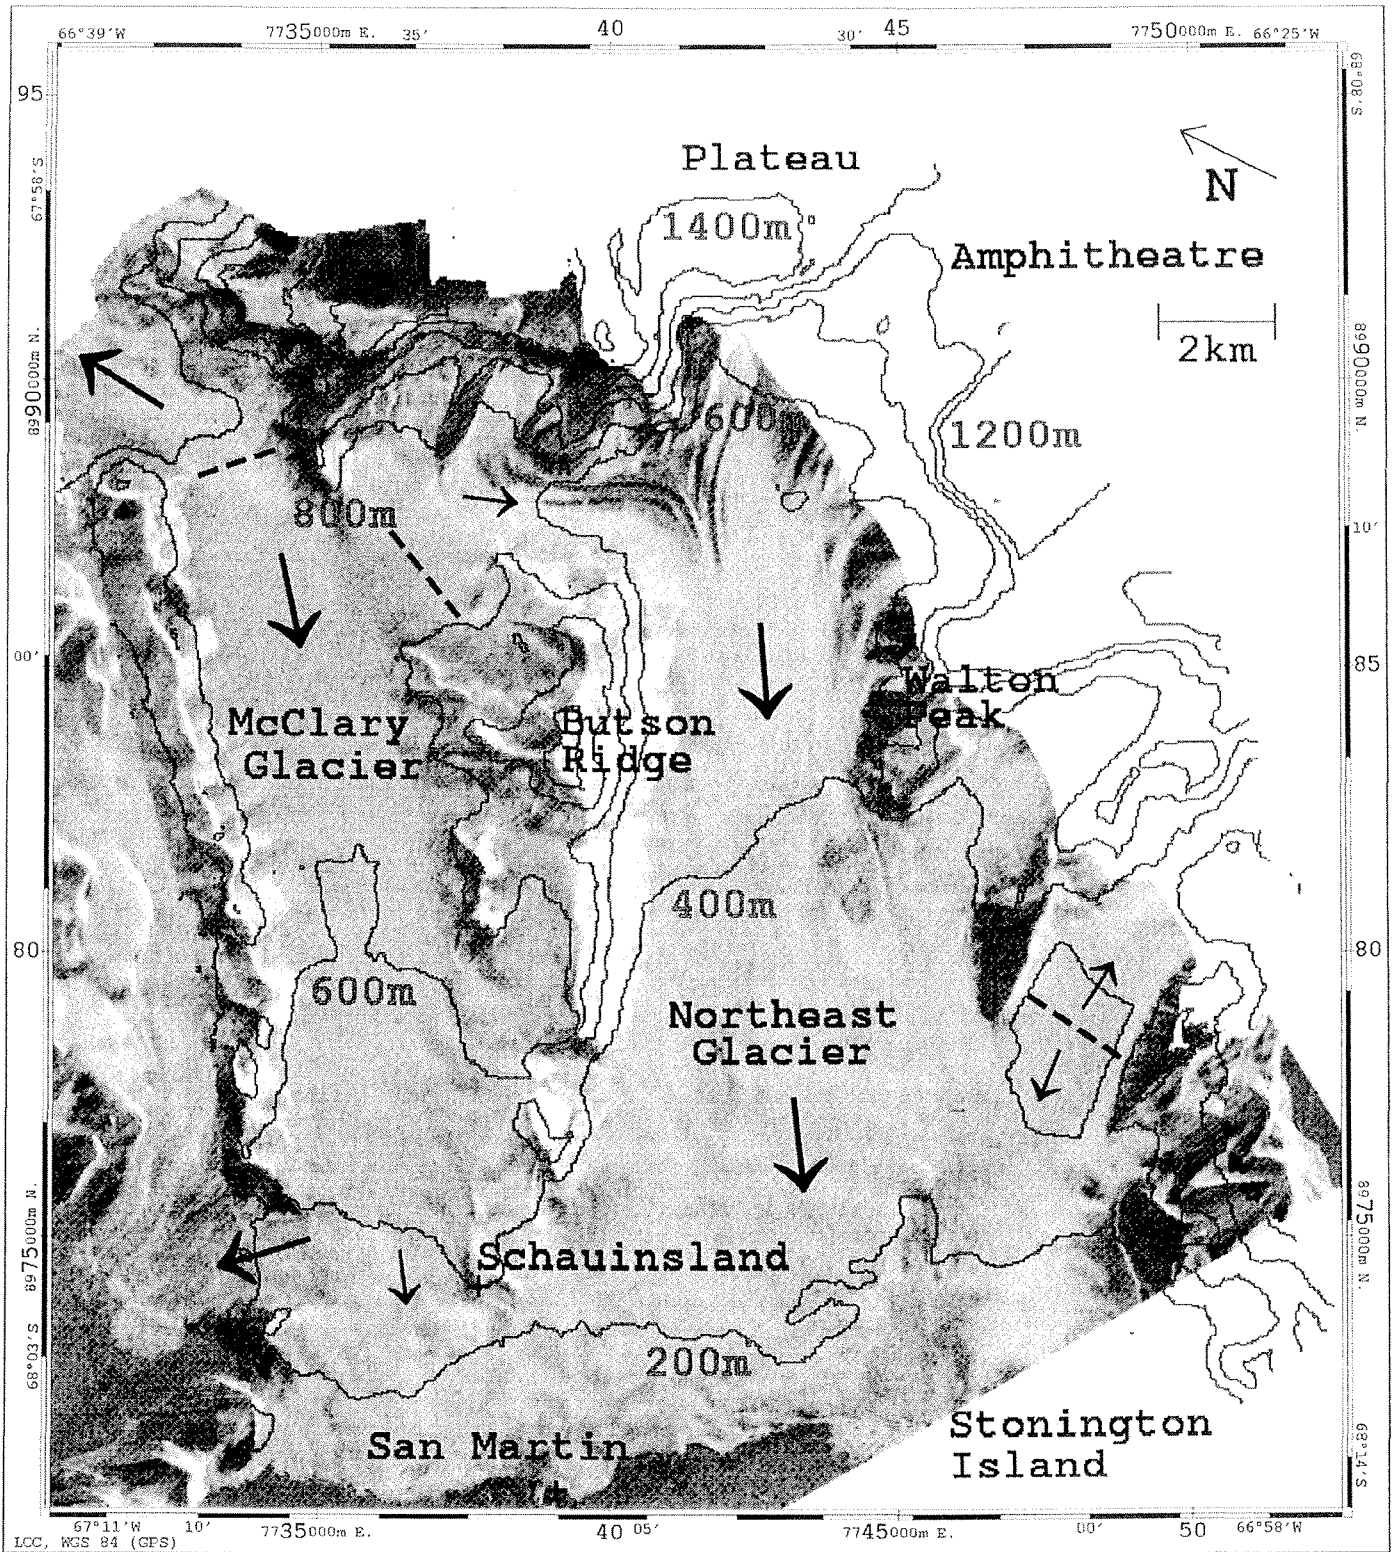 66°39'W 7735000m E. 35' 40 30' 45 7750000m E. 66°25'W
95
68°08'S
67°58'S
Plateau
N
1400m
Amphitheatre
2km
8990000m N.
8690000m N
600m
1200m
800m
10'
00'
85
Walton
Peak
McClary
Glacier
Butson
Ridge
400m
80
80
600m
Northeast
Glacier
8975000m N.
8975000m N.
Schauinsland
200m
68°03'S
Stonington
Island
San Martin
68°14'S
67°11'W 10' 7735000m E. 40 05' 7745000m E. 00' 50 66°58'W
LCC, WGS 84 (GPS)